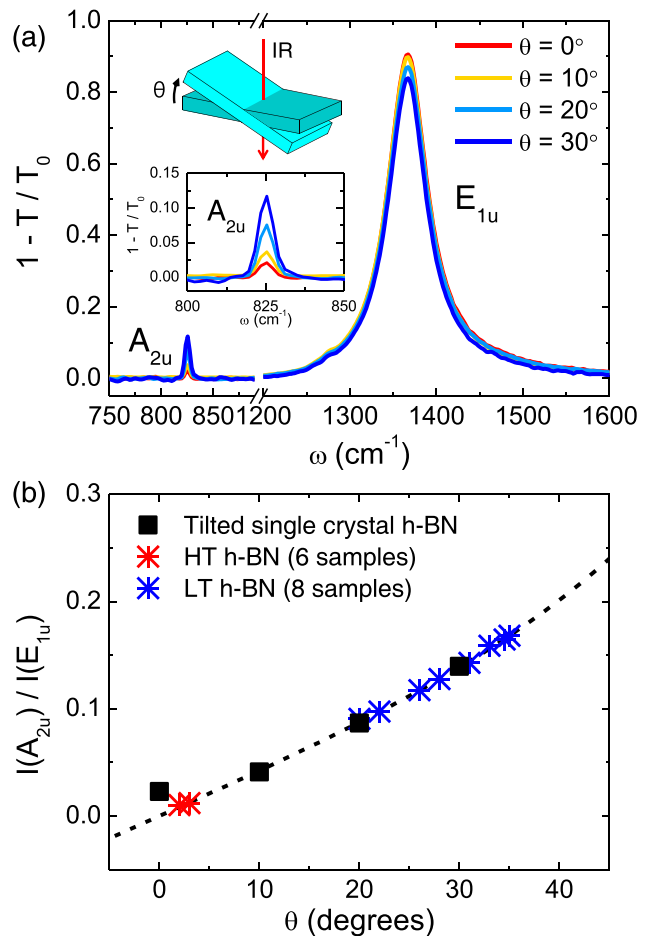 (a)
1.0
0.8
0.6
0.4
0.2
0.0
1 - T / T0
IR
θ
θ = 0°
θ = 10°
θ = 20°
θ = 30°
E1u
0.15
0.10
0.05
0.00
1 - T / T0
A2u
800 825 850
ω (cm-1)
A2u
750 800 850 1200 1300 1400 1500 1600
ω (cm-1)
(b)
0.3
0.2
0.1
0.0
I(A2u) / I(E1u)
Tilted single crystal h-BN
HT h-BN (6 samples)
LT h-BN (8 samples)
0 10 20 30 40
θ (degrees)